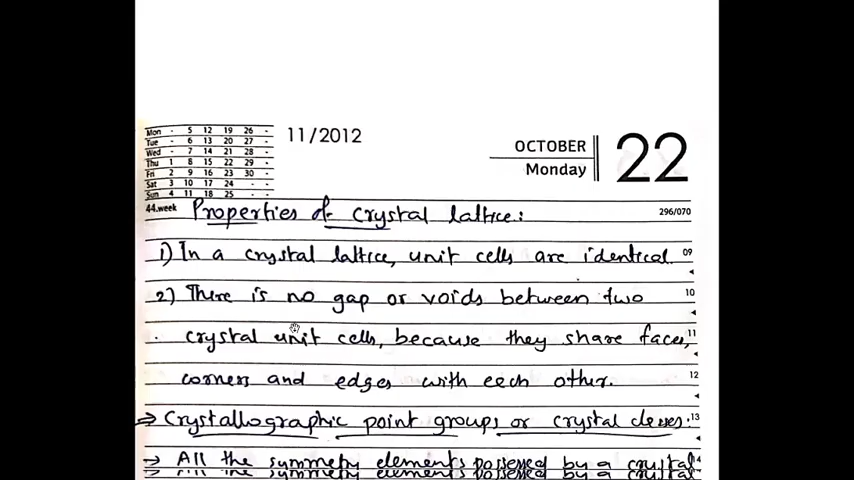 Mon - 5 12 19 26 -
Tue - 6 13 20 27 -
Wed - 7 14 21 28 -
Thu 1 8 15 22 29 -
Fri 2 9 16 23 30 -
Sat 3 10 17 24 - -
Sun 4 11 18 25 - -
11/2012
OCTOBER
Monday
22
44.week
296/070
Properties of crystal lattice:
1) In a crystal lattice, unit cells are identical 09
2) There is no gap or voids between two 10
crystal unit cells, because they share faces, 11
corners and edges with each other. 12
⇒ Crystallographic point groups or crystal classes: 13
→ All the symmetry elements possessed by a crystal 14